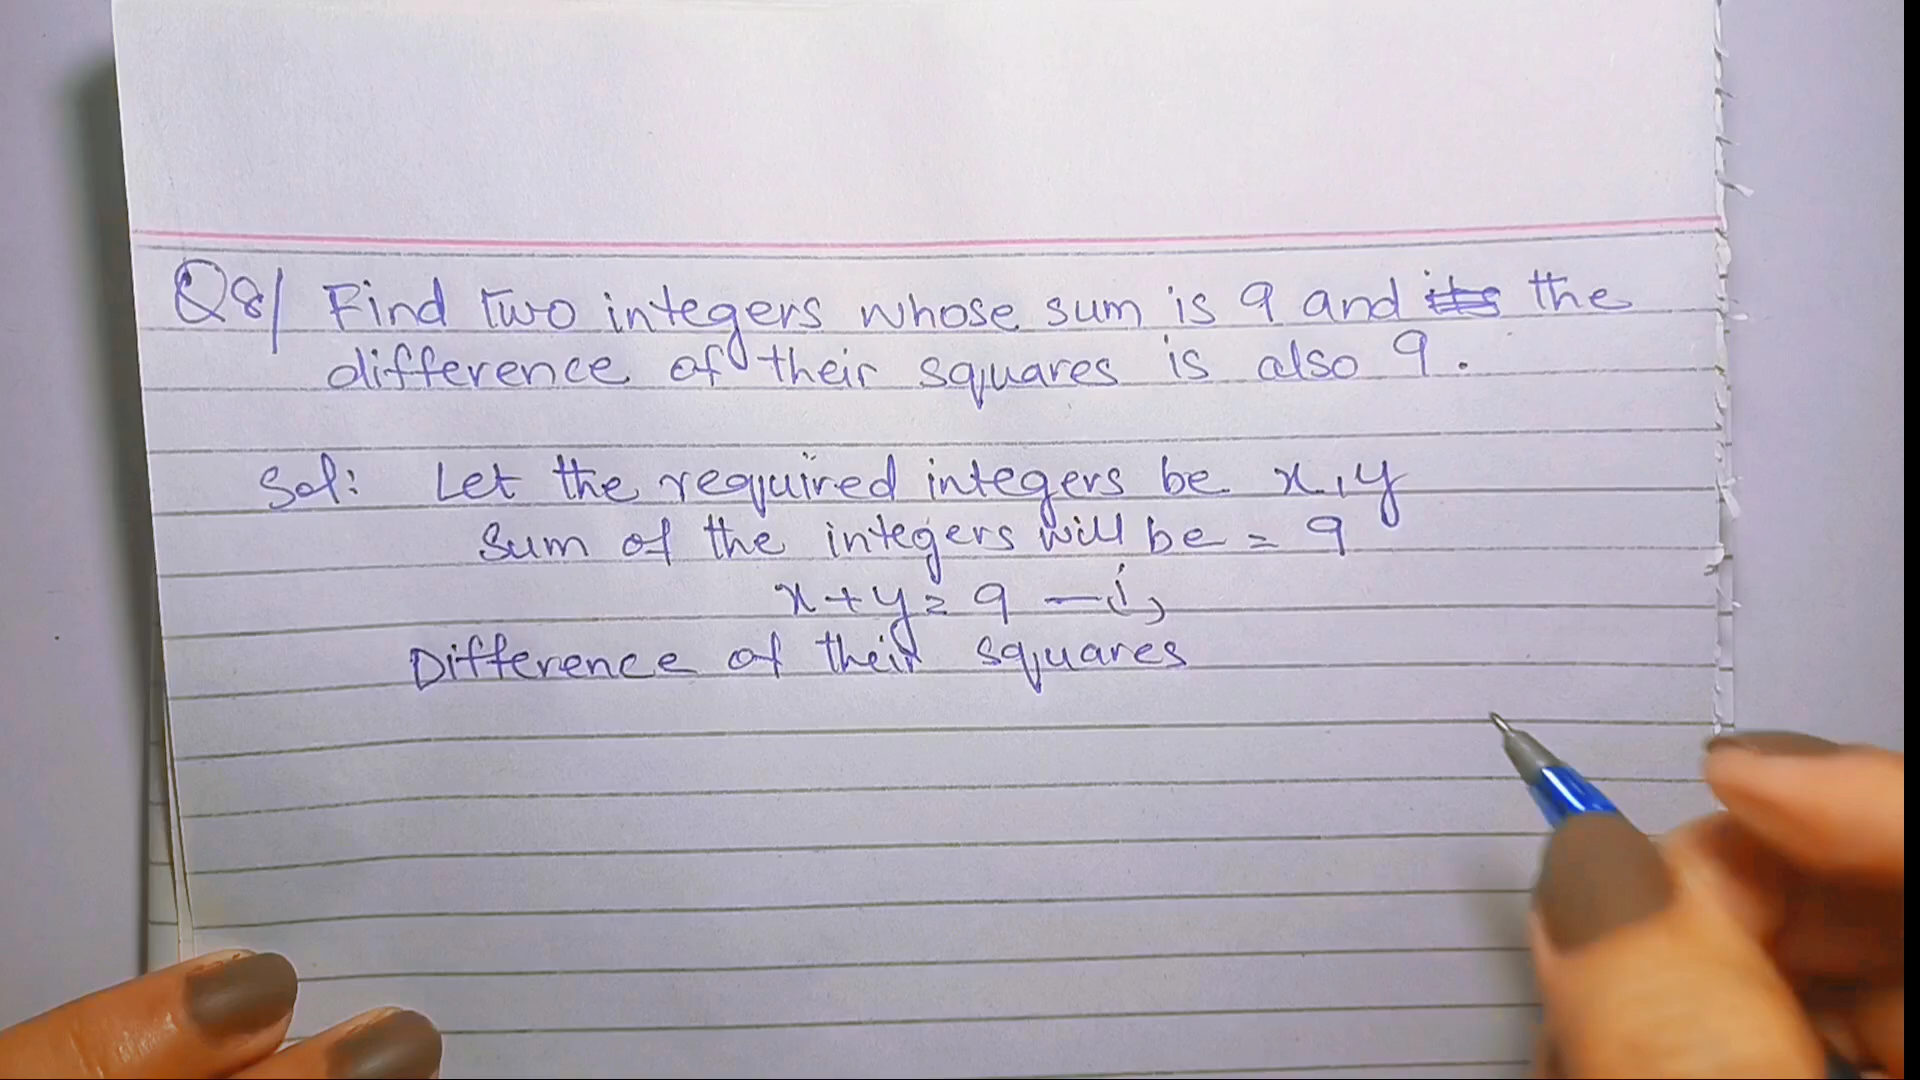 Q8/ Find two integers whose sum is 9 and its the
difference of their squares is also 9.
Sol: Let the required integers be x, y
Sum of the integers will be = 9
x + y = 9 — i,
Difference of their squares